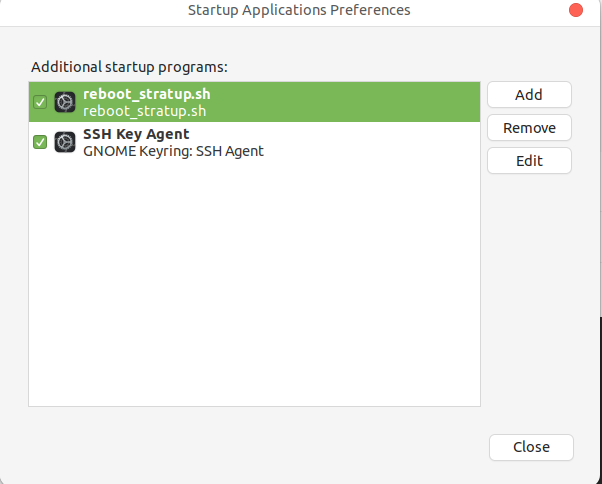 Startup Applications Preferences
Additional startup programs:
reboot_stratup.sh
reboot_stratup.sh
SSH Key Agent
GNOME Keyring: SSH Agent
Add
Remove
Edit
Close